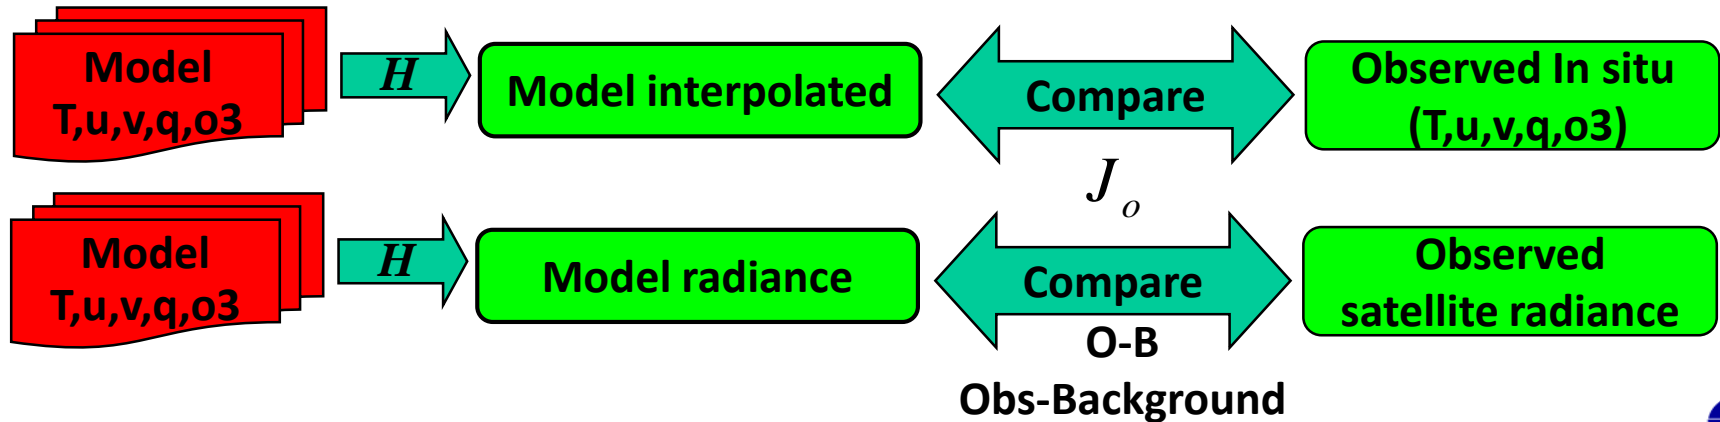 Model
T,u,v,q,o3
H
Model interpolated
Compare
Observed In situ
(T,u,v,q,o3)
J o
Model
T,u,v,q,o3
H
Model radiance
Compare
Observed
satellite radiance
O-B
Obs-Background